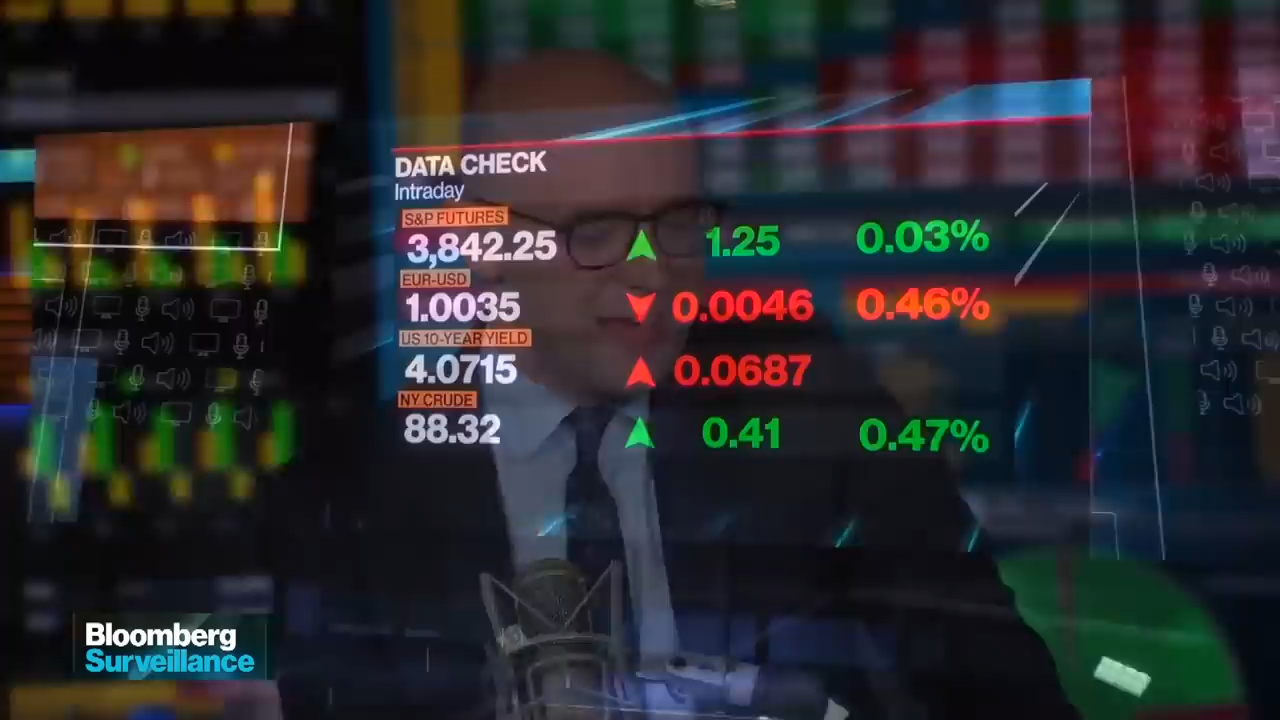 DATA CHECK
Intraday
S&P FUTURES
3,842.25 1.25 0.03%
EUR-USD
1.0035 0.0046 0.46%
US 10-YEAR YIELD
4.0715 0.0687
NY CRUDE
88.32 0.41 0.47%
Bloomberg
Surveillance